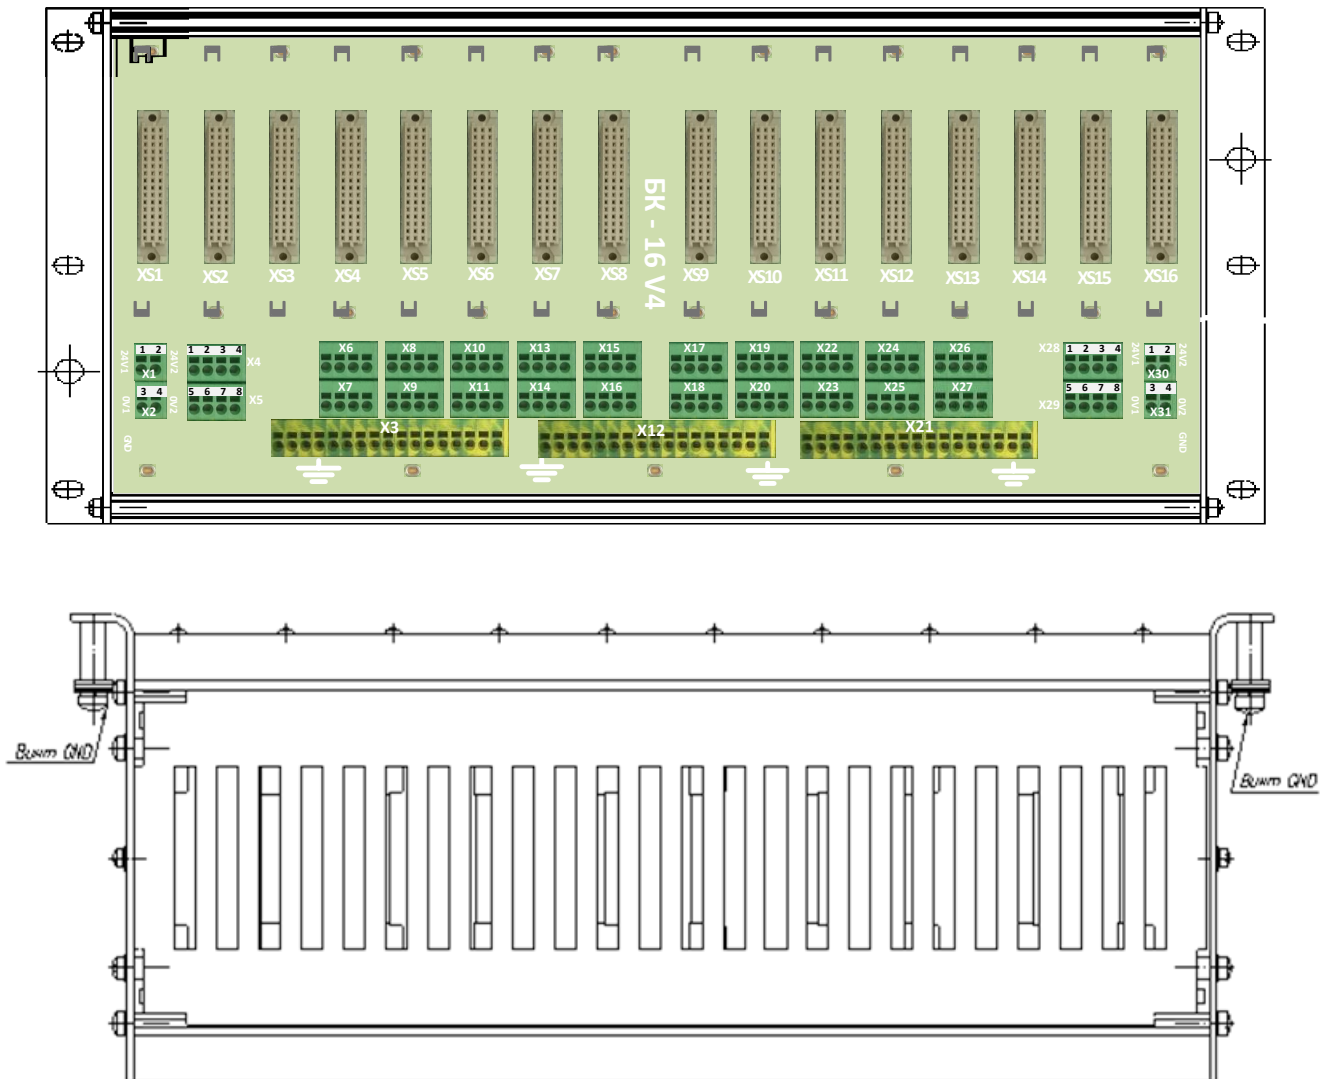 БК - 16 V4
XS1 XS2 XS3 XS4 XS5 XS6 XS7 XS8 XS9 XS10 XS11 XS12 XS13 XS14 XS15 XS16
24V1 1 2 X1 24V2
1 2 3 4 X4
X6 X8 X10 X13 X15 X17 X19 X22 X24 X26
X28 1 2 3 4
24V1 1 2 X30 24V2
0V1 3 4 X2 0V2
5 6 7 8 X5
X7 X9 X11 X14 X16 X18 X20 X23 X25 X27
X29 5 6 7 8
0V1 3 4 X31 0V2
GND X3 X12 X21 GND
Винт GND
Винт GND